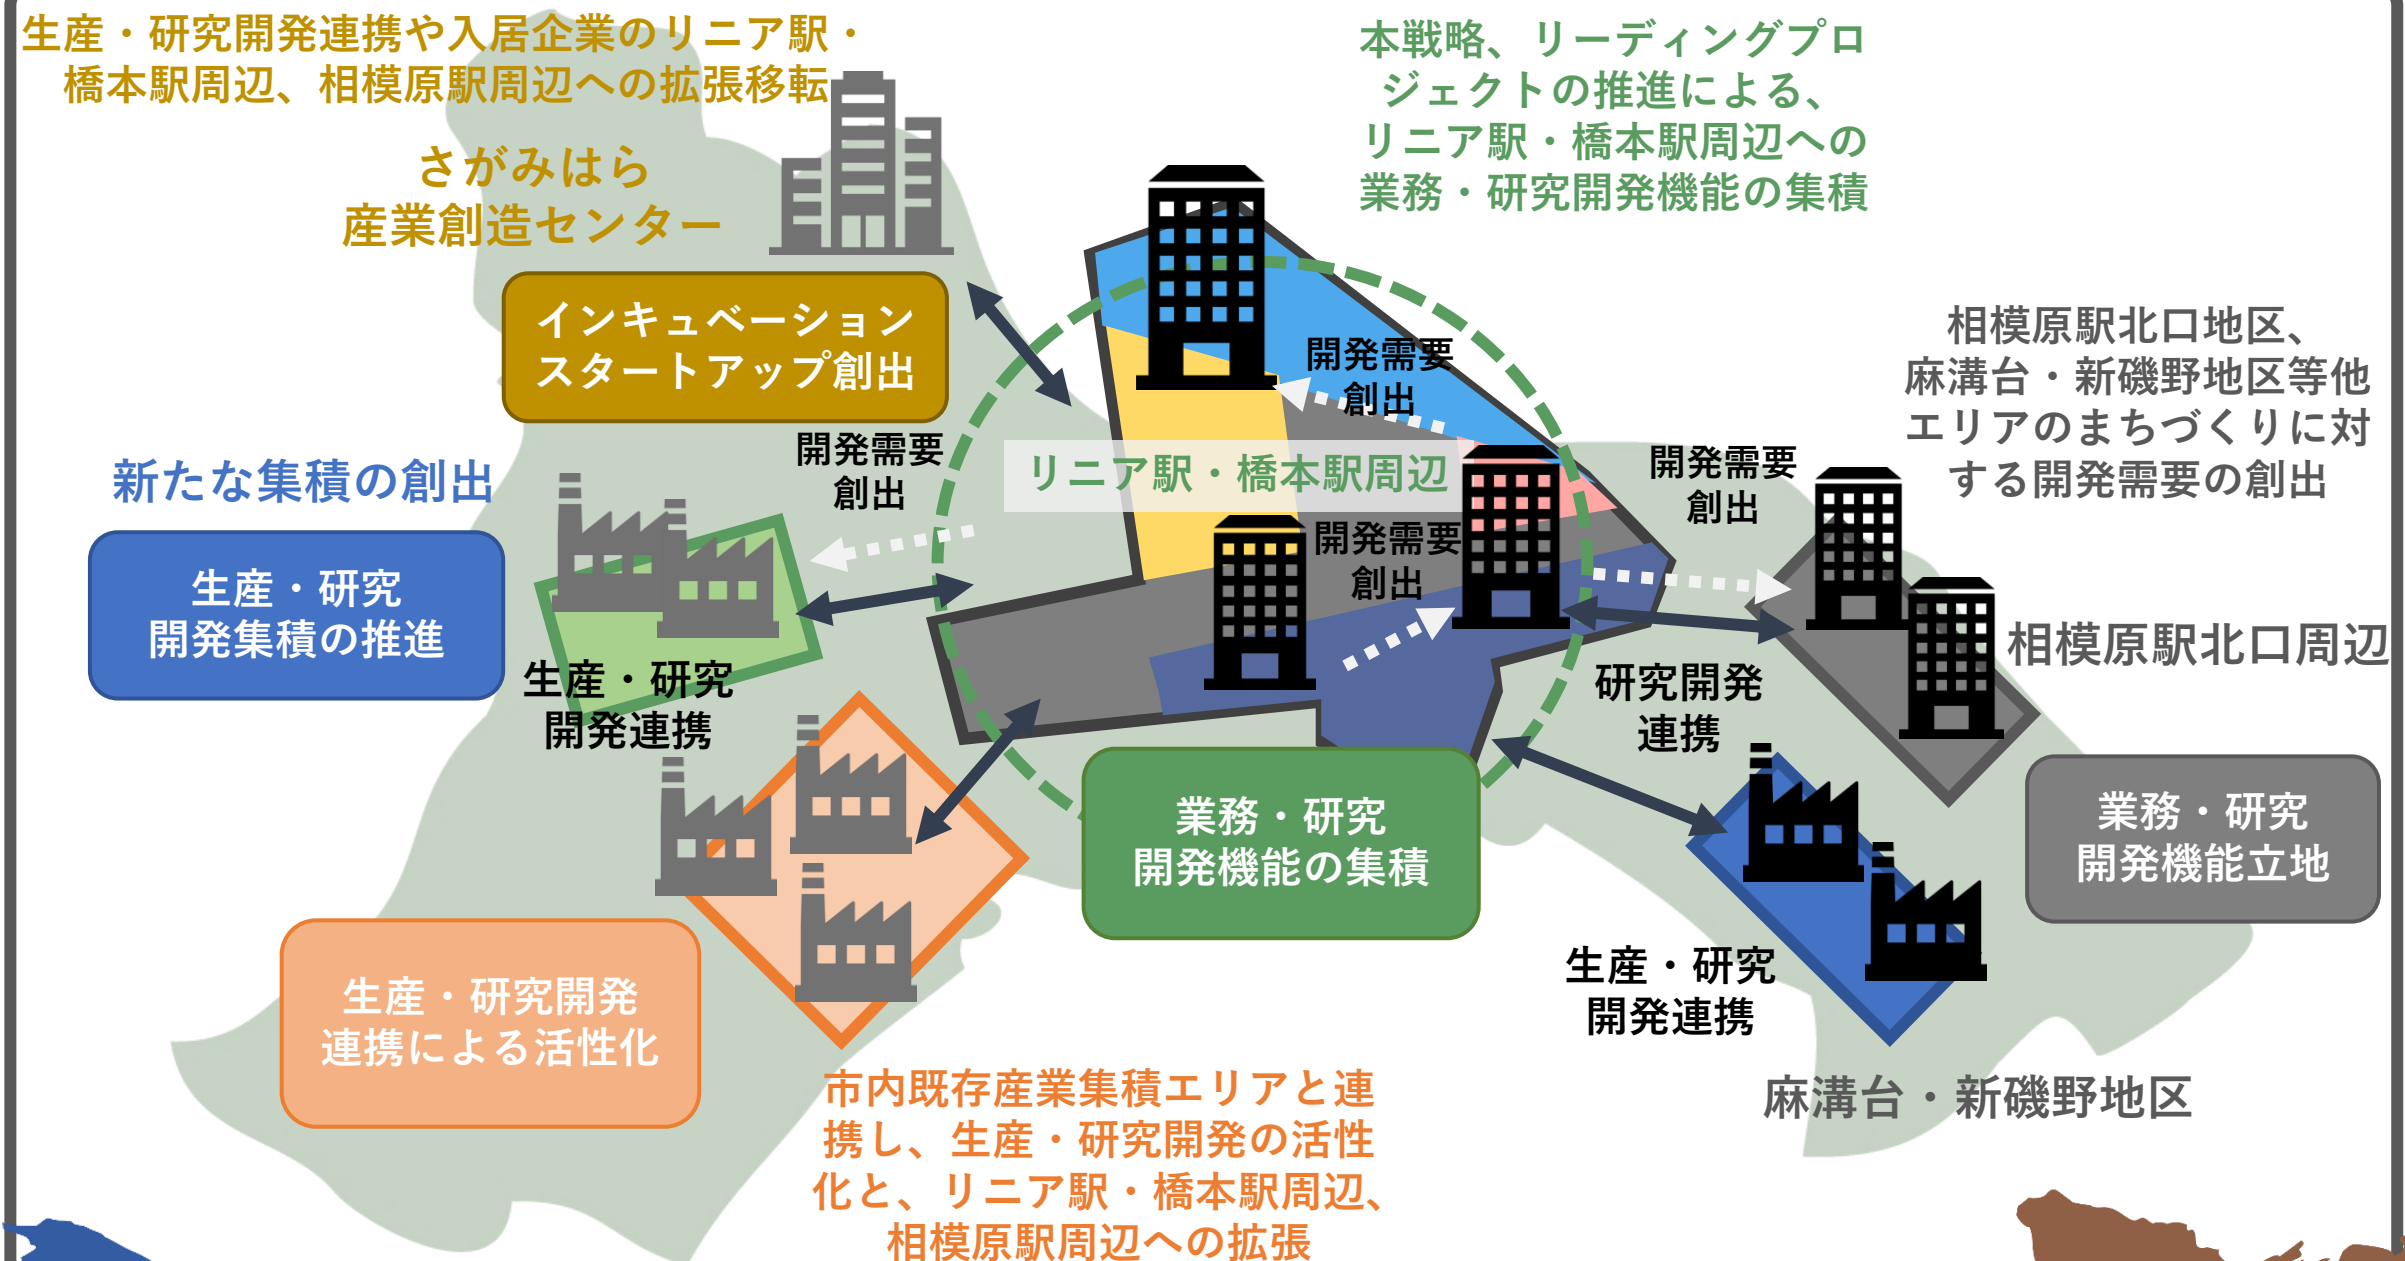 生産・研究開発連携や入居企業のリニア駅・
橋本駅周辺、相模原駅周辺への拡張移転
さがみはら
産業創造センター
インキュベーション
スタートアップ創出
本戦略、リーディングプロ
ジェクトの推進による、
リニア駅・橋本駅周辺への
業務・研究開発機能の集積
相模原駅北口地区、
麻溝台・新磯野地区等他
エリアのまちづくりに対
する開発需要の創出
開発需要
創出
開発需要
創出
リニア駅・橋本駅周辺
開発需要
創出
開発需要
創出
新たな集積の創出
生産・研究
開発集積の推進
生産・研究
開発連携
研究開発
連携
相模原駅北口周辺
業務・研究
開発機能の集積
業務・研究
開発機能立地
生産・研究開発
連携による活性化
生産・研究
開発連携
麻溝台・新磯野地区
市内既存産業集積エリアと連
携し、生産・研究開発の活性
化と、リニア駅・橋本駅周辺、
相模原駅周辺への拡張